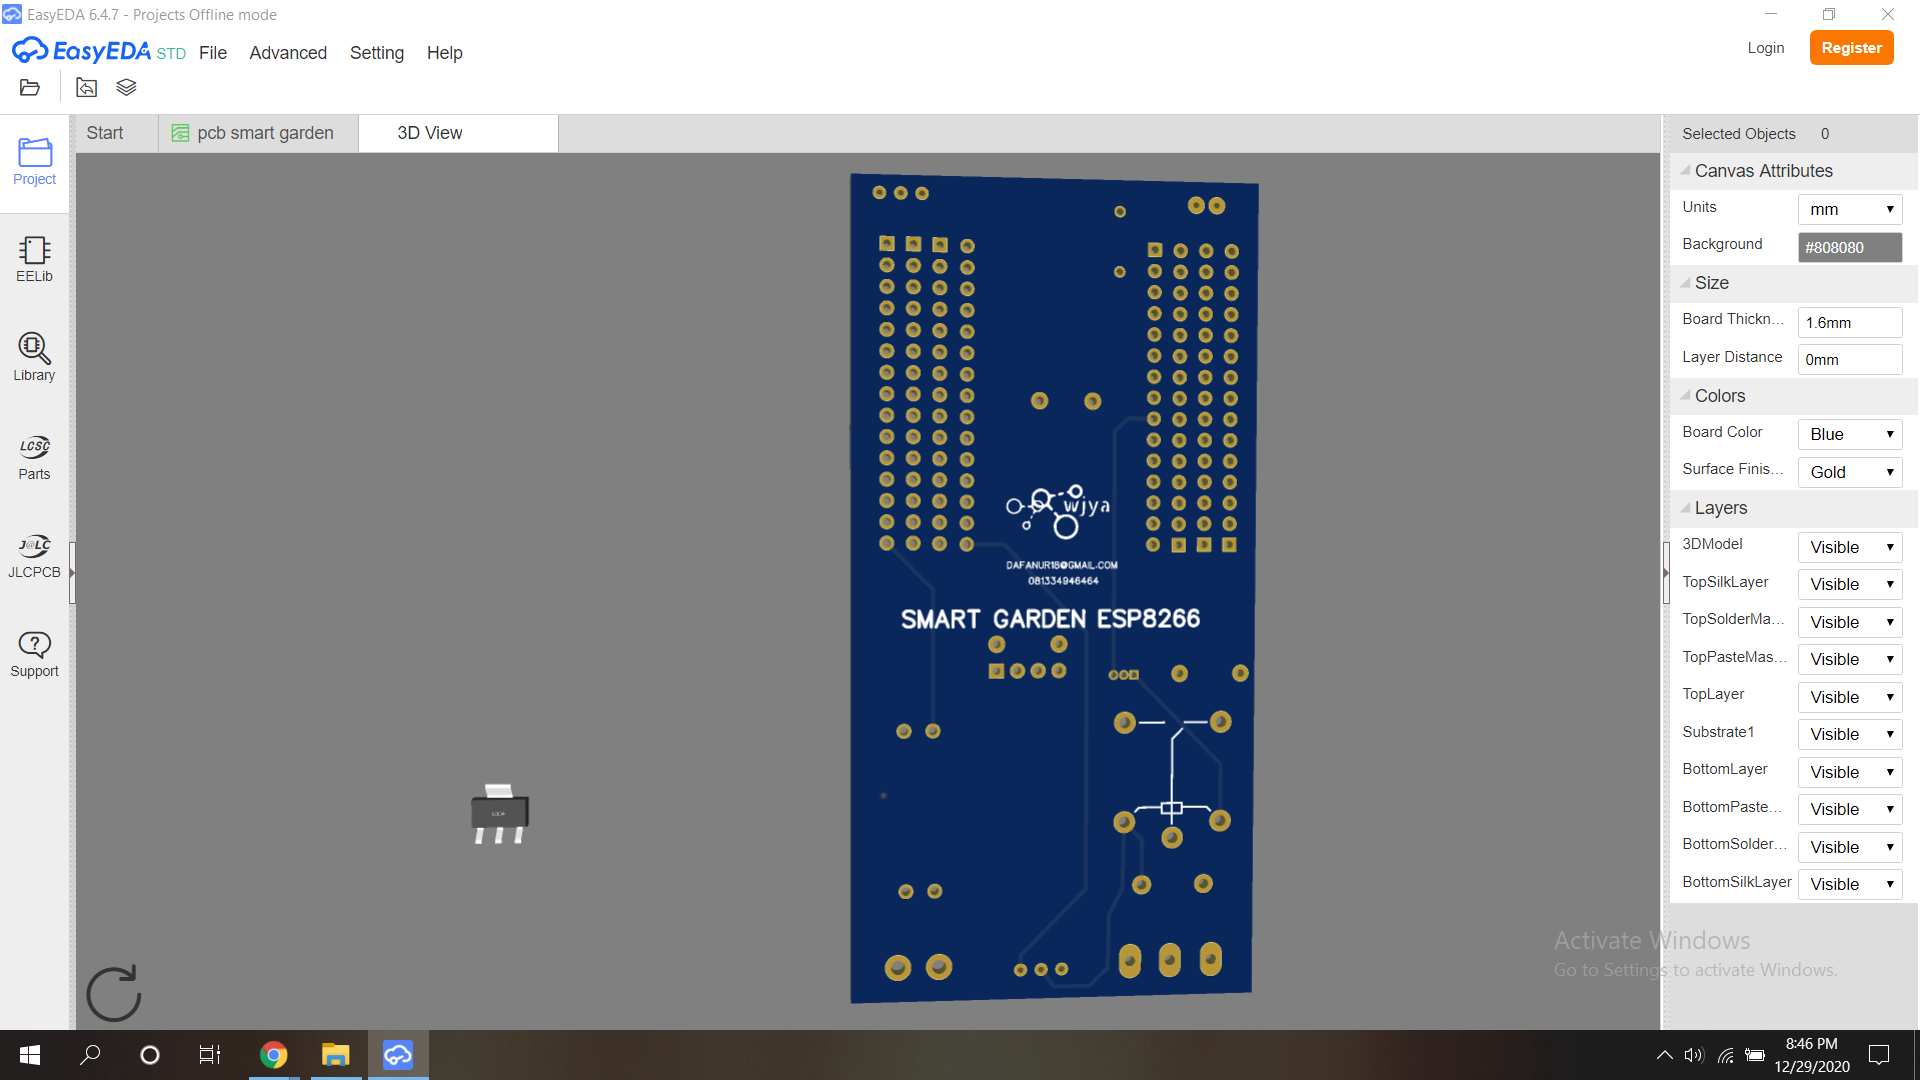 EasyEDA 6.4.7 - Projects Offline mode
EasyEDA STD File Advanced Setting Help
Login Register
Start pcb smart garden 3D View
Project
EELib
Library
LCSC
Parts
J@LC
JLCPCB
Support
wjya
DAFANUR18@GMAIL.COM
081334946464
SMART GARDEN ESP8266
Selected Objects 0
Canvas Attributes
Units mm
Background #808080
Size
Board Thickn... 1.6mm
Layer Distance 0mm
Colors
Board Color Blue
Surface Finis... Gold
Layers
3DModel Visible
TopSilkLayer Visible
TopSolderMa... Visible
TopPasteMas... Visible
TopLayer Visible
Substrate1 Visible
BottomLayer Visible
BottomPaste... Visible
BottomSolder... Visible
BottomSilkLayer Visible
Activate Windows
Go to Settings to activate Windows.
8:46 PM
12/29/2020